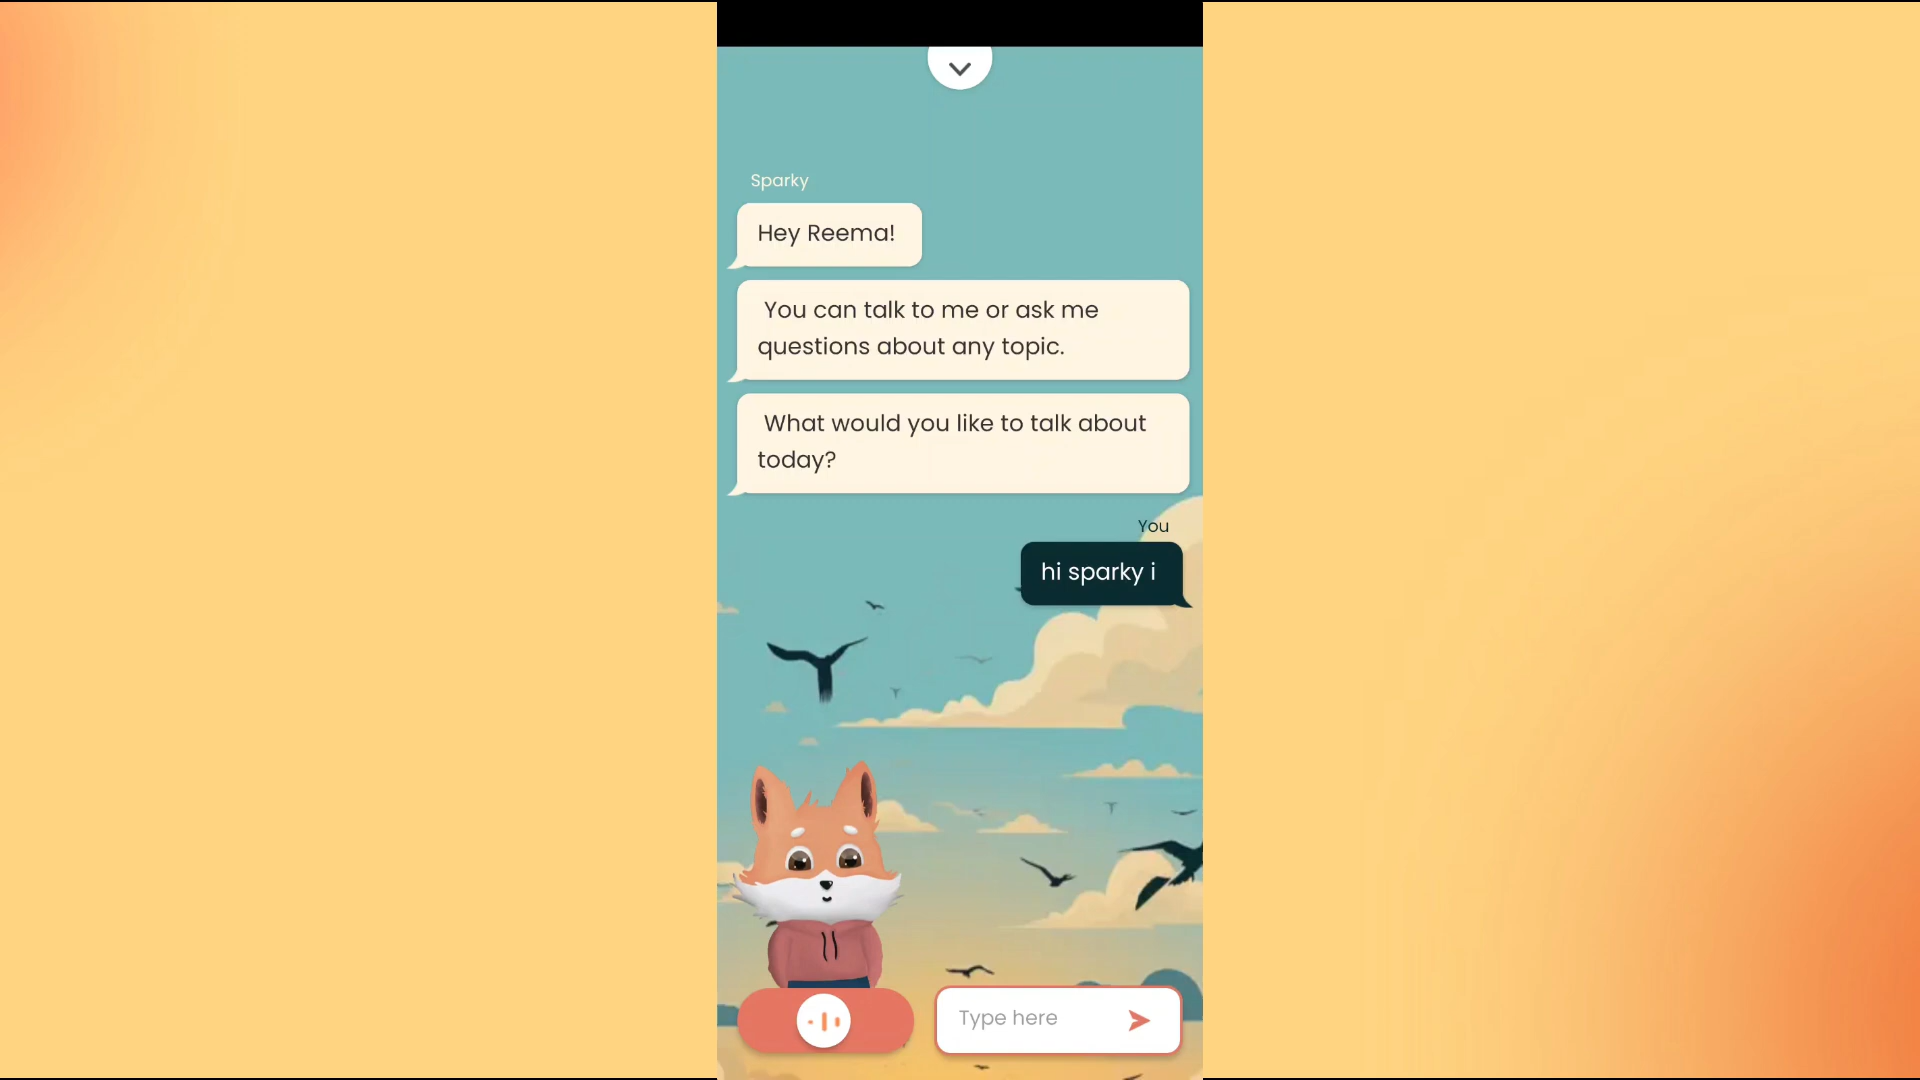 Sparky
Hey Reema!
You can talk to me or ask me
questions about any topic.
What would you like to talk about
today?
You
hi sparky i
Type here